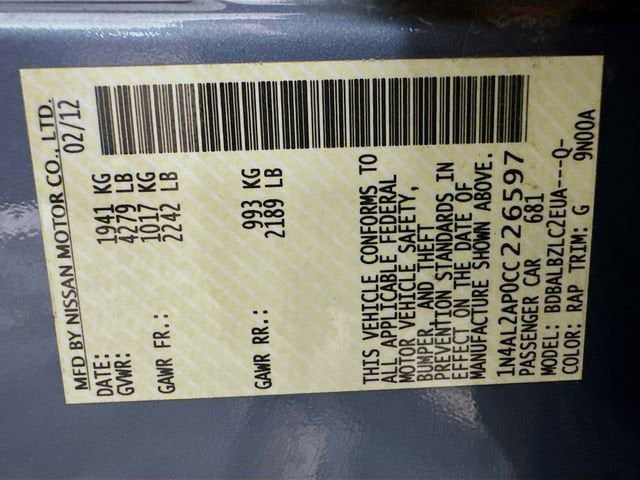 MFD BY NISSAN MOTOR CO., LTD.
DATE: 02/12
GVWR: 1941 KG
4279 LB
GAWR FR.: 1017 KG
2242 LB
GAWR RR.: 993 KG
2189 LB
THIS VEHICLE CONFORMS TO
ALL APPLICABLE FEDERAL
MOTOR VEHICLE SAFETY,
BUMPER, AND THEFT
PREVENTION STANDARDS IN
EFFECT ON THE DATE OF
MANUFACTURE SHOWN ABOVE.
1N4AL2AP0CC226597
PASSENGER CAR 681
MODEL: BDBALBZLC2EUA----Q-
COLOR: RAP TRIM: G 9N00A